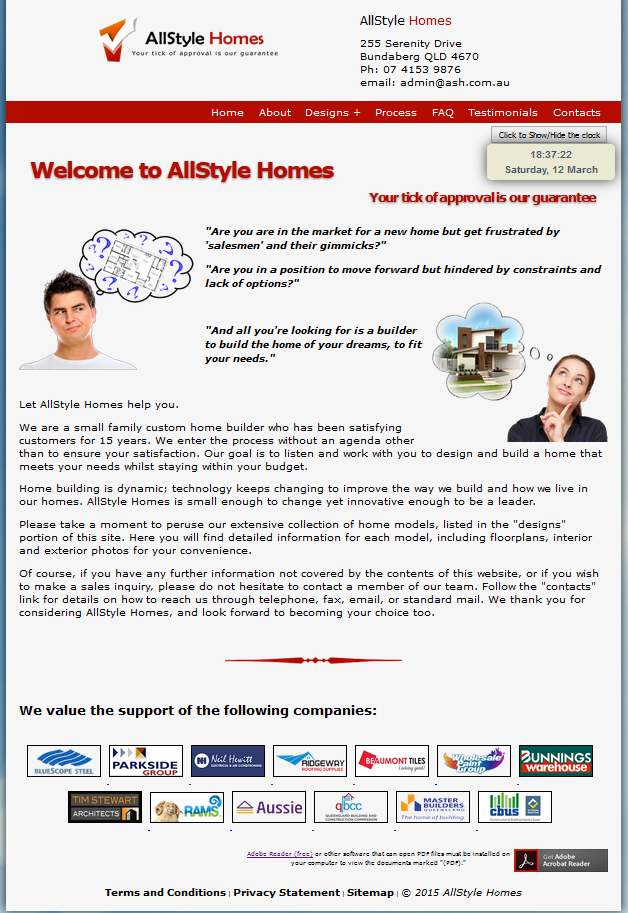 AllStyle Homes
Your tick of approval is our guarantee
AllStyle Homes
255 Serenity Drive
Bundaberg QLD 4670
Ph: 07 4153 9876
email: admin@ash.com.au
Home About Designs + Process FAQ Testimonials Contacts
Click to Show/Hide the clock
18:37:22
Saturday, 12 March
Welcome to AllStyle Homes
Your tick of approval is our guarantee
"Are you are in the market for a new home but get frustrated by
'salesmen' and their gimmicks?"
"Are you in a position to move forward but hindered by constraints and
lack of options?"
"And all you're looking for is a builder
to build the home of your dreams, to fit
your needs."
Let AllStyle Homes help you.
We are a small family custom home builder who has been satisfying
customers for 15 years. We enter the process without an agenda other
than to ensure your satisfaction. Our goal is to listen and work with you to design and build a home that
meets your needs whilst staying within your budget.
Home building is dynamic; technology keeps changing to improve the way we build and how we live in
our homes. AllStyle Homes is small enough to change yet innovative enough to be a leader.
Please take a moment to peruse our extensive collection of home models, listed in the "designs"
portion of this site. Here you will find detailed information for each model, including floorplans, interior
and exterior photos for your convenience.
Of course, if you have any further information not covered by the contents of this website, or if you wish
to make a sales inquiry, please do not hesitate to contact a member of our team. Follow the "contacts"
link for details on how to reach us through telephone, fax, email, or standard mail. We thank you for
considering AllStyle Homes, and look forward to becoming your choice too.
We value the support of the following companies:
BLUESCOPE STEEL
PARKSIDE
GROUP
Neil Hewitt
ELECTRICAL & AIR CONDITIONING
RIDGEWAY
ROOFING SUPPLIES
BEAUMONT TILES
Looking good!
Wholesale
Paint
Group
BUNNINGS
warehouse
TIM STEWART
ARCHITECTS
RAMS
Aussie
qbcc
QUEENSLAND BUILDING AND
CONSTRUCTION COMMISSION
MASTER
BUILDERS
QUEENSLAND
The home of building
cbus
Adobe Reader (free) or other software that can open PDF files must be installed on
your computer to view the documents marked "(PDF)."
Get Adobe
Acrobat Reader
Terms and Conditions | Privacy Statement | Sitemap | © 2015 AllStyle Homes